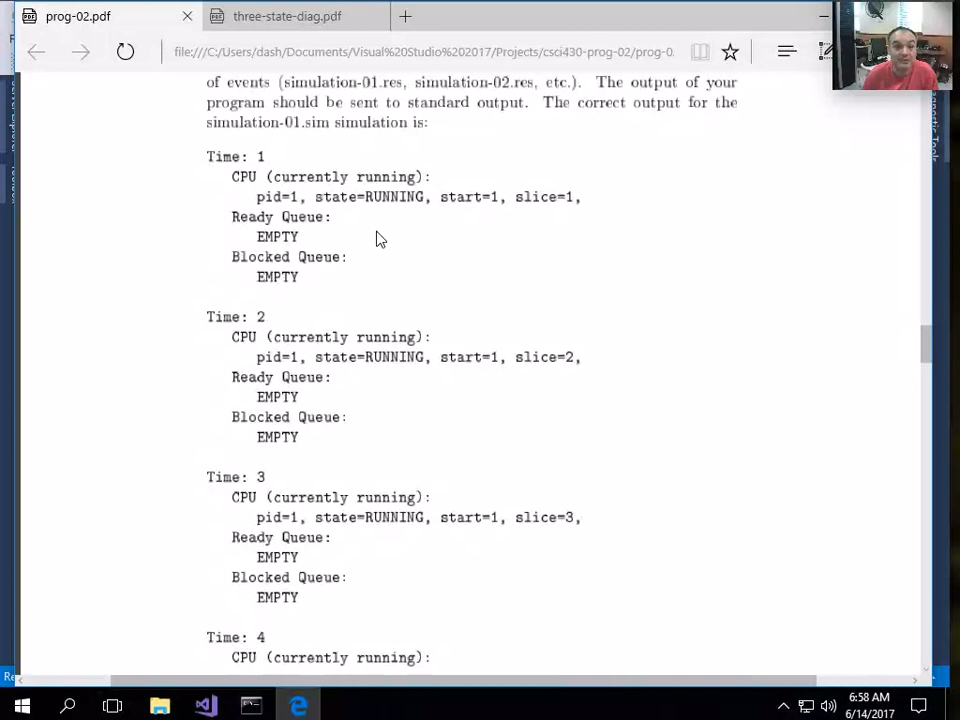 prog-02.pdf
three-state-diag.pdf
file:///C:/Users/dash/Documents/Visual%20Studio%202017/Projects/csci430-prog-02/prog-0.
of events (simulation-01.res, simulation-02.res, etc.). The output of your
program should be sent to standard output. The correct output for the
simulation-01.sim simulation is:
Time: 1
CPU (currently running):
pid=1, state=RUNNING, start=1, slice=1,
Ready Queue:
EMPTY
Blocked Queue:
EMPTY
Time: 2
CPU (currently running):
pid=1, state=RUNNING, start=1, slice=2,
Ready Queue:
EMPTY
Blocked Queue:
EMPTY
Time: 3
CPU (currently running):
pid=1, state=RUNNING, start=1, slice=3,
Ready Queue:
EMPTY
Blocked Queue:
EMPTY
Time: 4
CPU (currently running):
Re
6:58 AM
6/14/2017